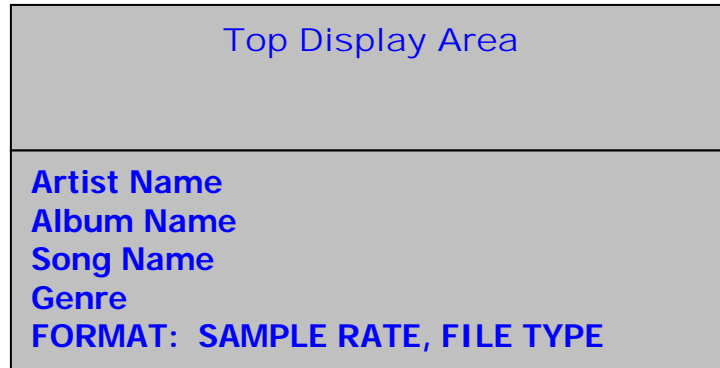 Top Display Area
Artist Name
Album Name
Song Name
Genre
FORMAT: SAMPLE RATE, FILE TYPE